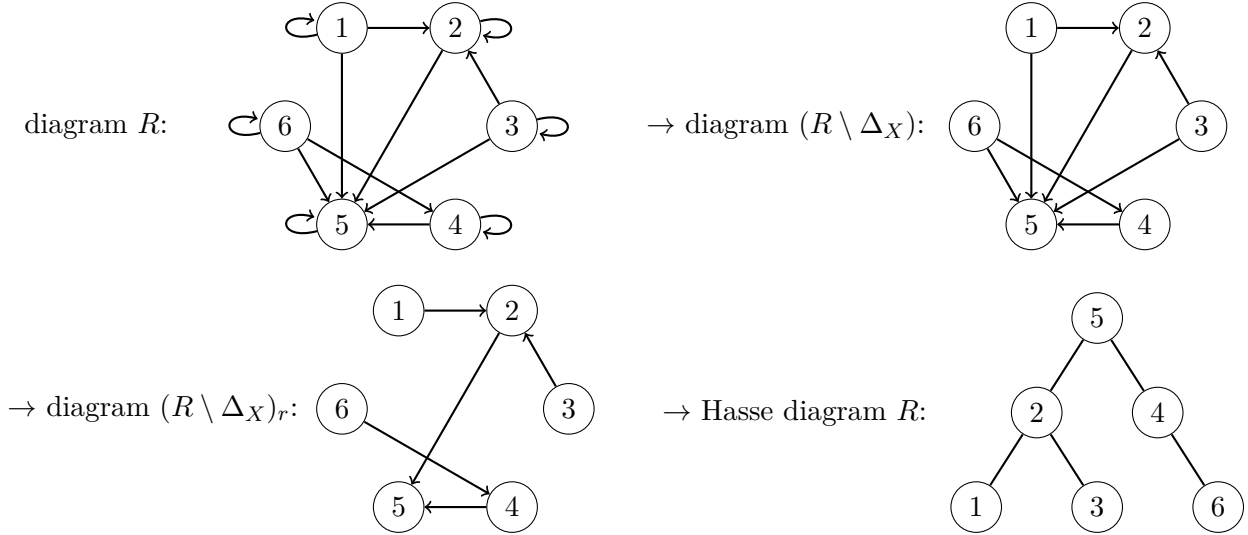 1 2
diagram R: 6 3
5 4
1 2
→ diagram (R \ Δ_X): 6 3
5 4
1 2
→ diagram (R \ Δ_X)_r: 6 3
5 4
5
→ Hasse diagram R: 2 4
1 3 6